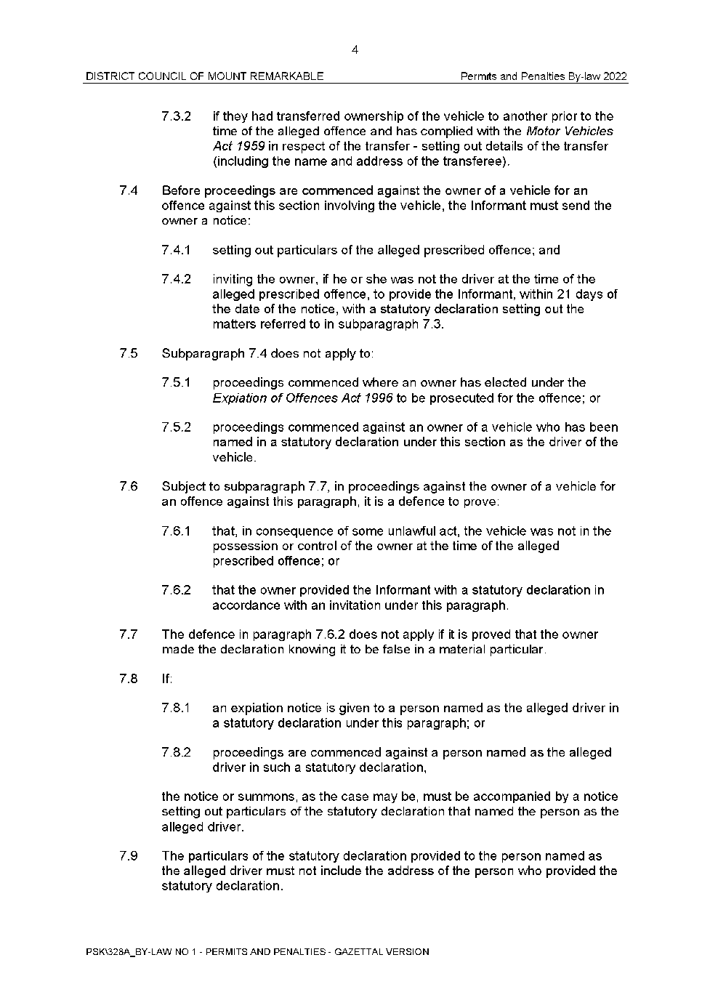 4
DISTRICT COUNCIL OF MOUNT REMARKABLE Permits and Penalties By-law 2022
7.3.2 if they had transferred ownership of the vehicle to another prior to the
time of the alleged offence and has complied with the Motor Vehicles
Act 1959 in respect of the transfer - setting out details of the transfer
(including the name and address of the transferee).
7.4 Before proceedings are commenced against the owner of a vehicle for an
offence against this section involving the vehicle, the Informant must send the
owner a notice:
7.4.1 setting out particulars of the alleged prescribed offence; and
7.4.2 inviting the owner, if he or she was not the driver at the time of the
alleged prescribed offence, to provide the Informant, within 21 days of
the date of the notice, with a statutory declaration setting out the
matters referred to in subparagraph 7.3.
7.5 Subparagraph 7.4 does not apply to:
7.5.1 proceedings commenced where an owner has elected under the
Expiation of Offences Act 1996 to be prosecuted for the offence; or
7.5.2 proceedings commenced against an owner of a vehicle who has been
named in a statutory declaration under this section as the driver of the
vehicle.
7.6 Subject to subparagraph 7.7, in proceedings against the owner of a vehicle for
an offence against this paragraph, it is a defence to prove:
7.6.1 that, in consequence of some unlawful act, the vehicle was not in the
possession or control of the owner at the time of the alleged
prescribed offence; or
7.6.2 that the owner provided the Informant with a statutory declaration in
accordance with an invitation under this paragraph.
7.7 The defence in paragraph 7.6.2 does not apply if it is proved that the owner
made the declaration knowing it to be false in a material particular.
7.8 If:
7.8.1 an expiation notice is given to a person named as the alleged driver in
a statutory declaration under this paragraph; or
7.8.2 proceedings are commenced against a person named as the alleged
driver in such a statutory declaration,
the notice or summons, as the case may be, must be accompanied by a notice
setting out particulars of the statutory declaration that named the person as the
alleged driver.
7.9 The particulars of the statutory declaration provided to the person named as
the alleged driver must not include the address of the person who provided the
statutory declaration.
PSK\328A_BY-LAW NO 1 - PERMITS AND PENALTIES - GAZETTAL VERSION